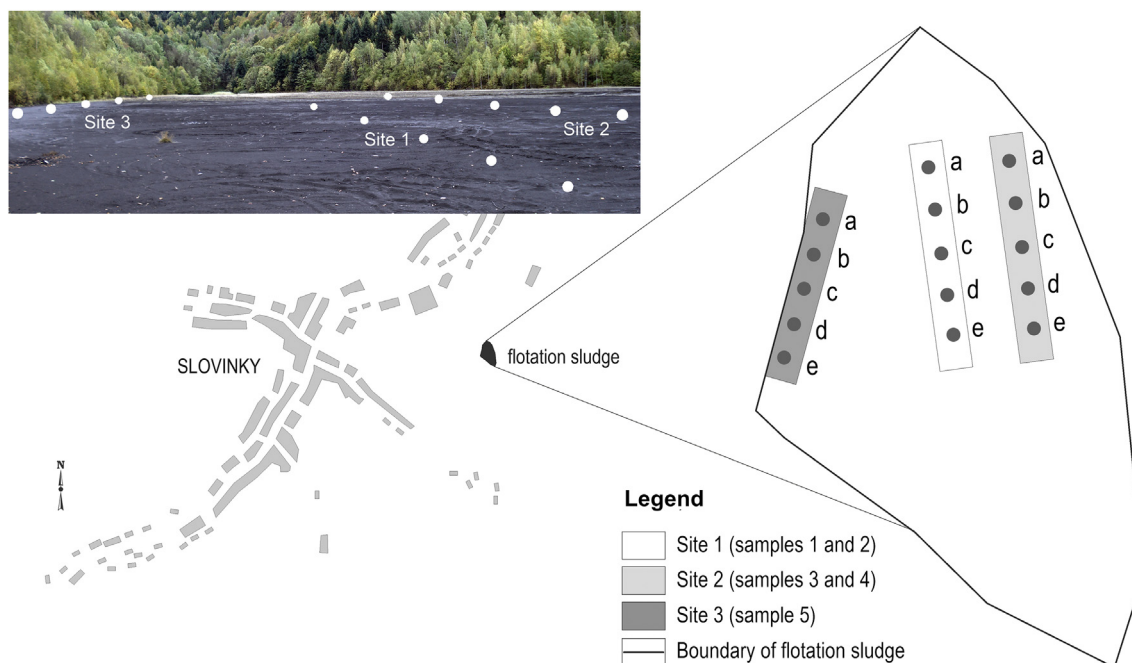 Site 3
Site 1
Site 2
SLOVINKY
flotation sludge
N
a
b
c
d
e
a
b
c
d
e
a
b
c
d
e
Legend
Site 1 (samples 1 and 2)
Site 2 (samples 3 and 4)
Site 3 (sample 5)
Boundary of flotation sludge